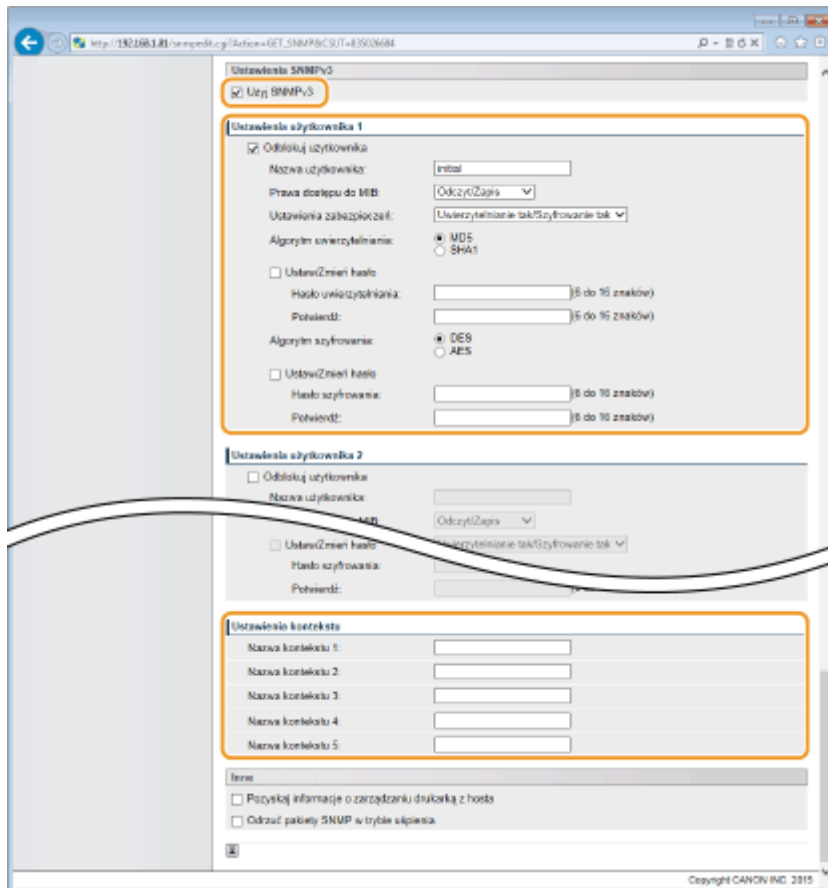 http://192.168.1.81/snmpedit.cgi?Action=GET_SNMP&CSUT=835026684
Ustawienia SNMPv3
Użyj SNMPv3
Ustawienia użytkownika 1
Odblokuj użytkownika
Nazwa użytkownika: initial
Prawa dostępu do MIB: Odczyt/Zapis
Ustawienia zabezpieczeń: Uwierzytelnianie tak/Szyfrowanie tak
Algorytm uwierzytelniania: MD5
SHA1
Ustaw/Zmień hasło
Hasło uwierzytelniania: (6 do 16 znaków)
Potwierdź: (6 do 16 znaków)
Algorytm szyfrowania: DES
AES
Ustaw/Zmień hasło
Hasło szyfrowania: (6 do 16 znaków)
Potwierdź: (6 do 16 znaków)
Ustawienia użytkownika 2
Odblokuj użytkownika
Nazwa użytkownika:
MIB: Odczyt/Zapis
Ustaw/Zmień hasło Uwierzytelnianie tak/Szyfrowanie tak
Hasło szyfrowania:
Potwierdź:
Ustawienia kontekstu
Nazwa kontekstu 1:
Nazwa kontekstu 2:
Nazwa kontekstu 3:
Nazwa kontekstu 4:
Nazwa kontekstu 5:
Inne
Pozyskaj informacje o zarządzaniu drukarką z hosta
Odrzuć pakiety SNMP w trybie uśpienia
Copyright CANON INC. 2015